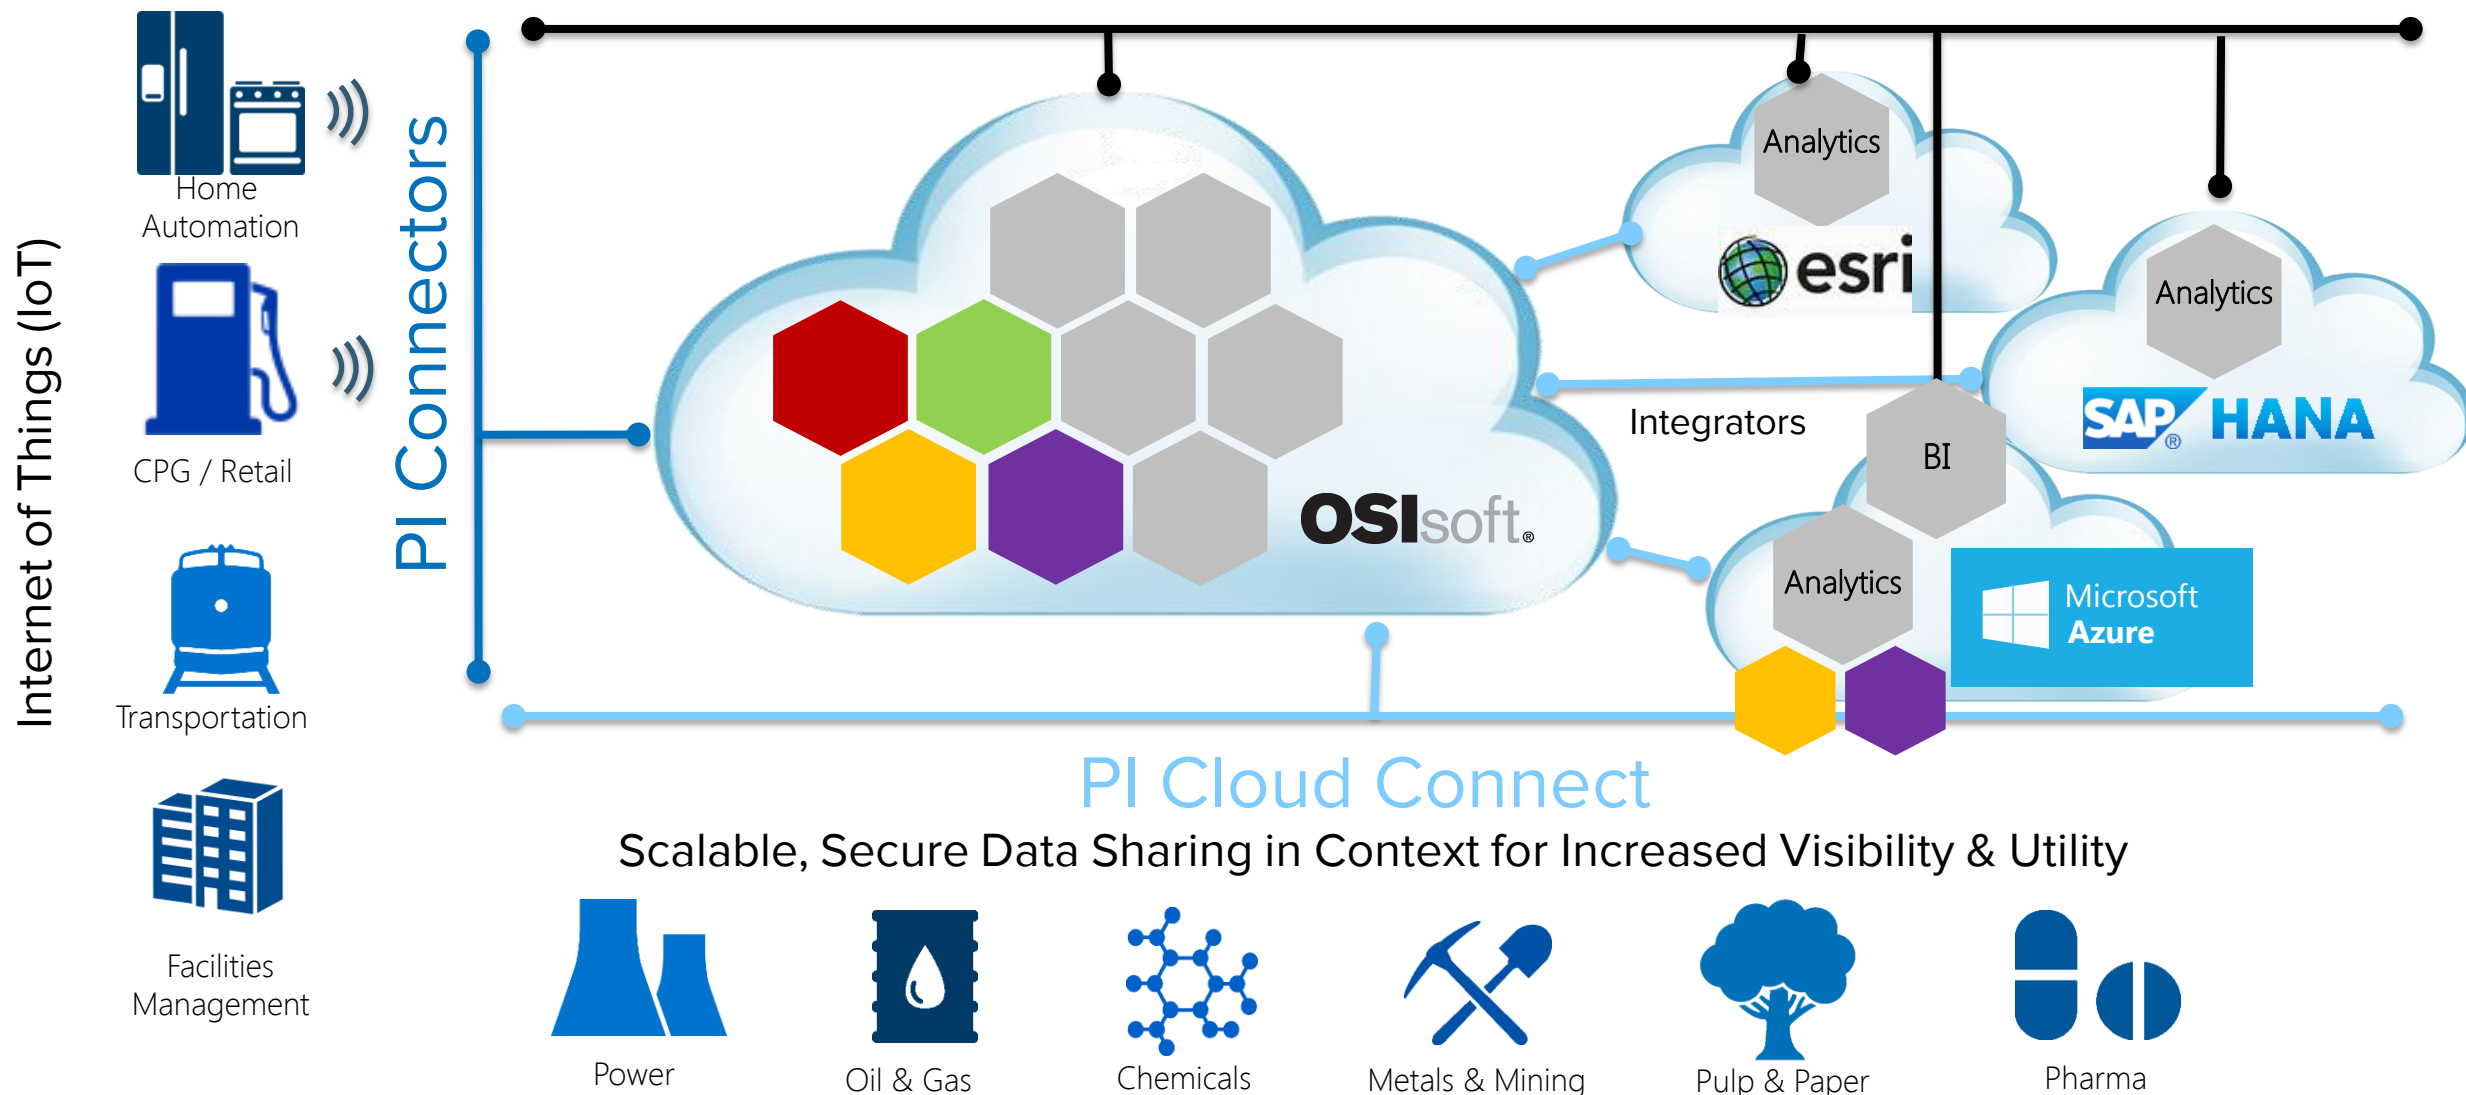 Internet of Things (IoT)
Home
Automation
CPG / Retail
Transportation
Facilities
Management
PI Connectors
OSIsoft®
Analytics
esri
Analytics
SAP® HANA
Integrators
BI
Analytics
Microsoft
Azure
PI Cloud Connect
Scalable, Secure Data Sharing in Context for Increased Visibility & Utility
Power
Oil & Gas
Chemicals
Metals & Mining
Pulp & Paper
Pharma